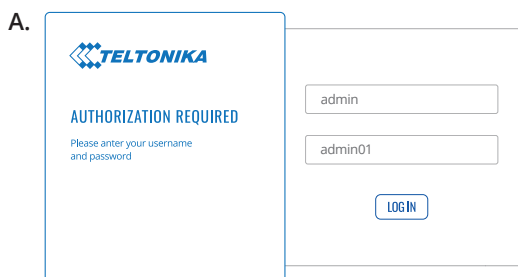 A.
TELTONIKA
AUTHORIZATION REQUIRED
Please anter your username
and password
admin
admin01
LOG IN